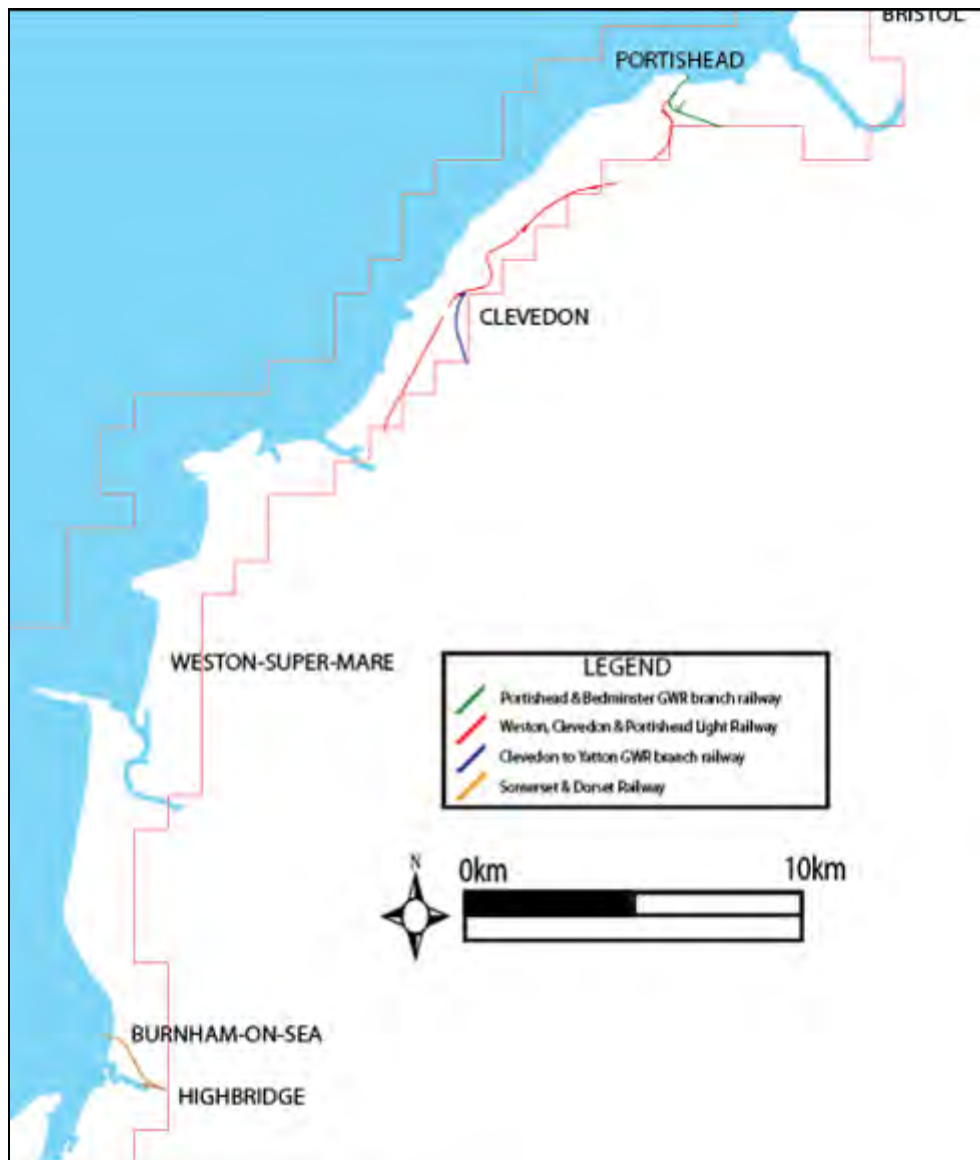 BRISTOL
PORTISHEAD
CLEVEDON
WESTON-SUPER-MARE
LEGEND
Portishead & Bedminster GWR branch railway
Weston, Clevedon & Portishead Light Railway
Clevedon to Yatton GWR branch railway
Somerset & Dorset Railway
N
0km 10km
BURNHAM-ON-SEA
HIGHBRIDGE